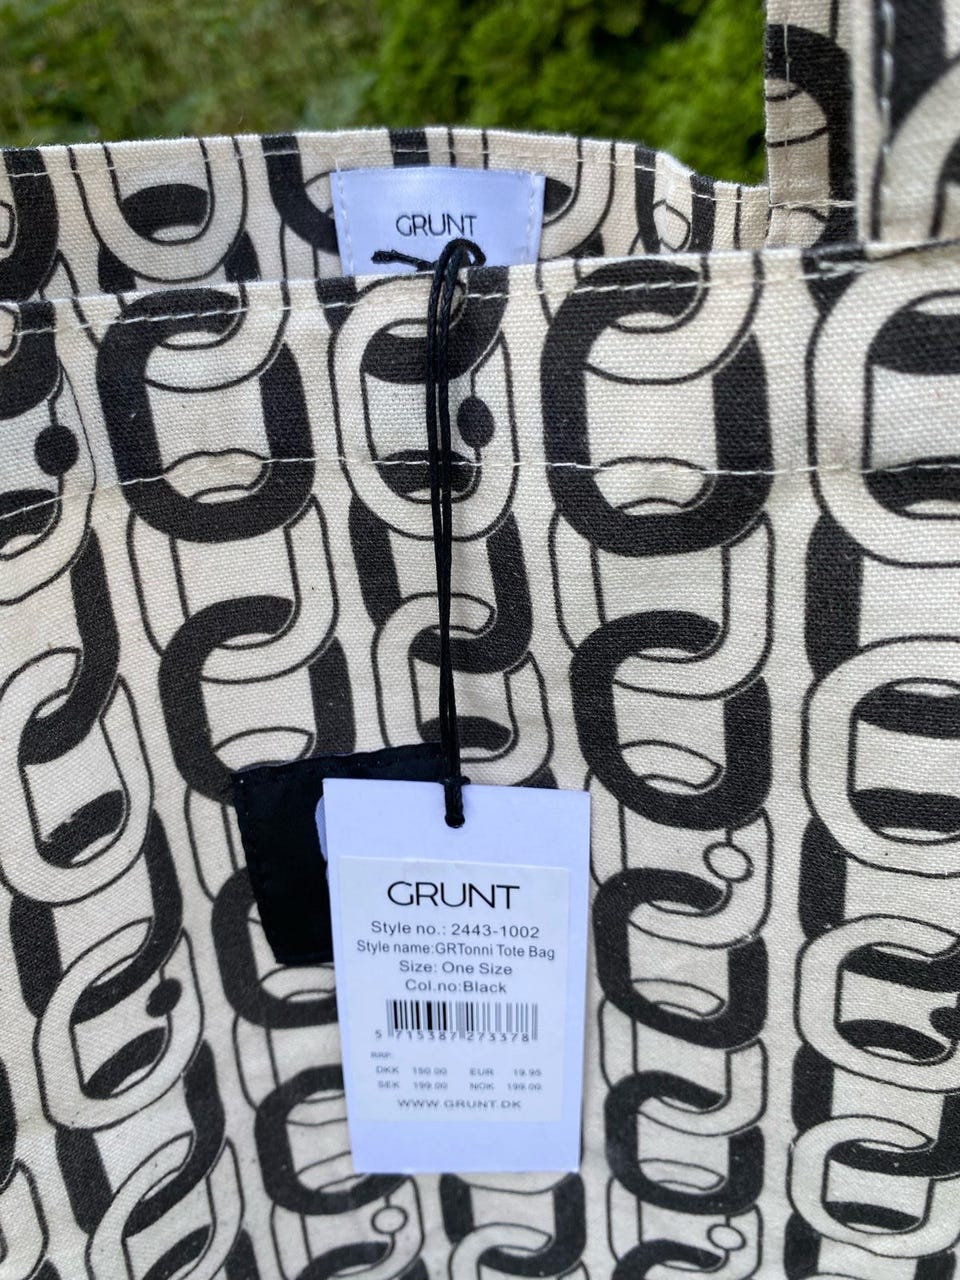 GRUNT
GRUNT
Style no.: 2443-1002
Style name:GRTonni Tote Bag
Size: One Size
Col.no:Black
5 715387 273378
RRP:
DKK 150.00 EUR 19.95
SEK 199.00 NOK 199.00
WWW.GRUNT.DK